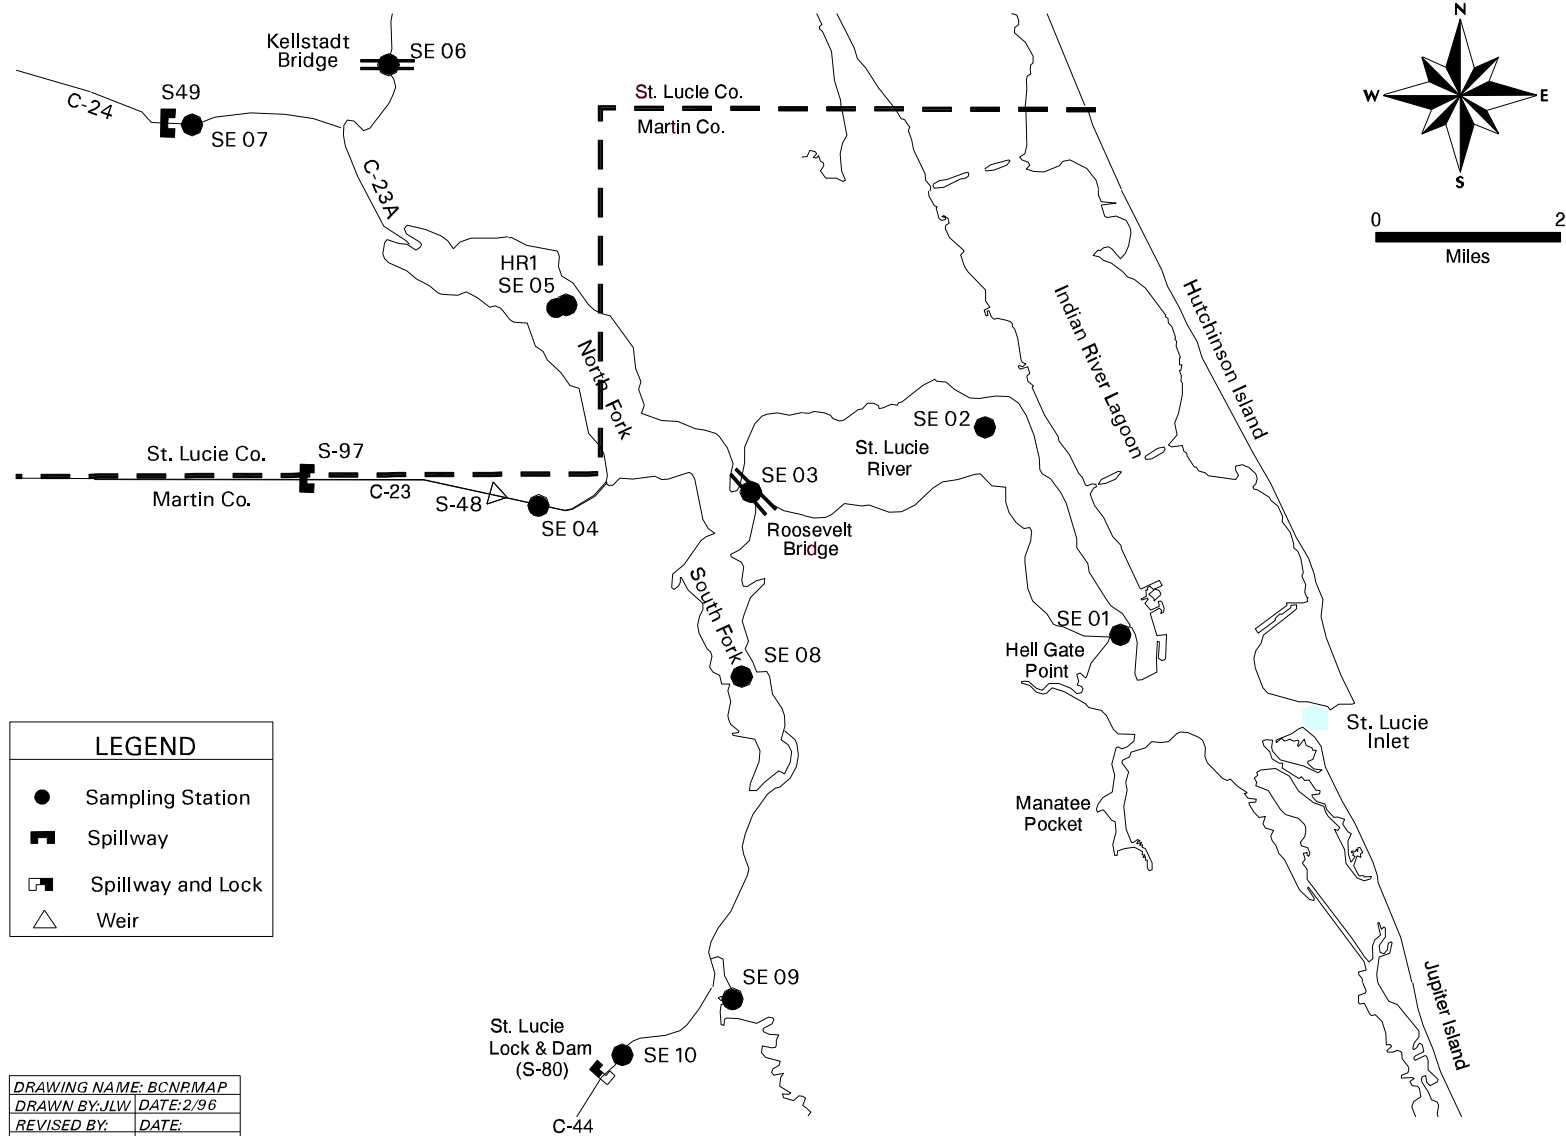 N
W
E
S
0
2
Miles
Kellstadt
Bridge
SE 06
S49
C-24
SE 07
C-23A
St. Lucie Co.
Martin Co.
HR1
SE 05
North Fork
Indian River Lagoon
Hutchinson Island
SE 02
St. Lucie
River
St. Lucie Co.
S-97
Martin Co.
C-23
S-48
SE 04
SE 03
Roosevelt
Bridge
South Fork
SE 08
SE 01
Hell Gate
Point
St. Lucie
Inlet
Manatee
Pocket
LEGEND
Sampling Station
Spillway
Spillway and Lock
Weir
SE 09
St. Lucie
Lock & Dam
(S-80)
SE 10
C-44
Jupiter Island
DRAWING NAME: BCNP.MAP
DRAWN BY:JLW DATE:2/96
REVISED BY: DATE: